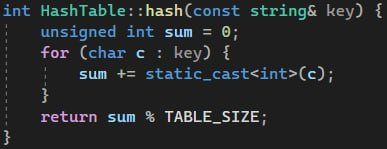 int HashTable::hash(const string& key) {
    unsigned int sum = 0;
    for (char c : key) {
        sum += static_cast<int>(c);
    }
    return sum % TABLE_SIZE;
}